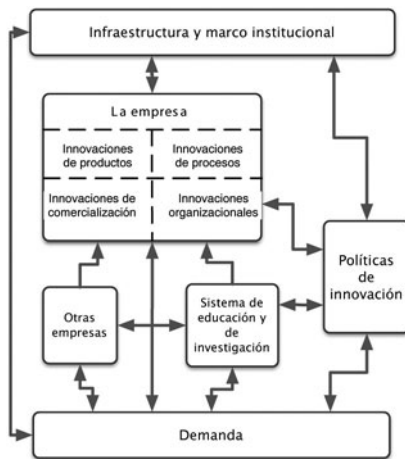 Infraestructura y marco institucional
La empresa
Innovaciones
de productos
Innovaciones
de procesos
Innovaciones de
comercialización
Innovaciones
organizacionales
Políticas
de
innovación
Otras
empresas
Sistema de
educación y
de
investigación
Demanda